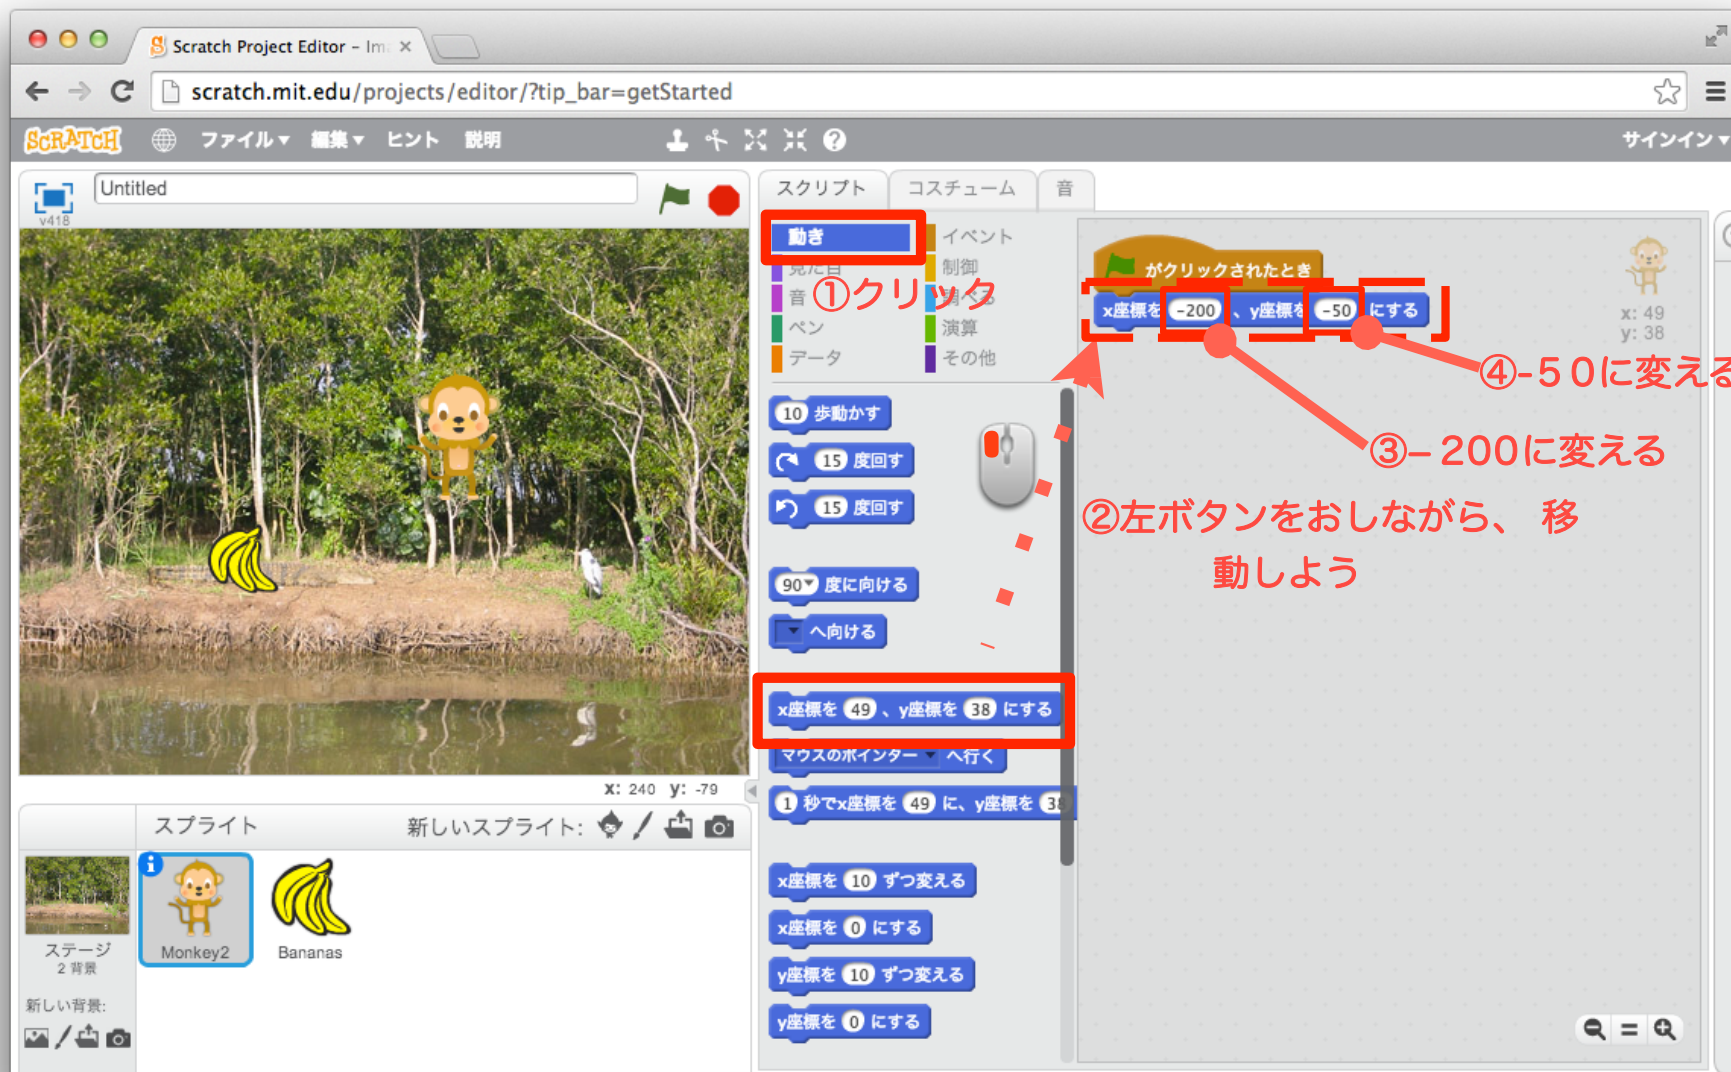 Scratch Project Editor – Im
scratch.mit.edu/projects/editor/?tip_bar=getStarted
SCRATCH ファイル 編集 ヒント 説明 サインイン
v418
Untitled
スクリプト コスチューム 音
動き イベント
見た目 制御
音 調べる
ペン 演算
データ その他
①クリック
がクリックされたとき
x座標を -200 、y座標を -50 にする
x: 49
y: 38
④-５０に変える
③−200に変える
②左ボタンをおしながら、 移
動しよう
10 歩動かす
15 度回す
15 度回す
90 度に向ける
へ向ける
x座標を 49 、y座標を 38 にする
マウスのポインター へ行く
1 秒でx座標を 49 に、y座標を 38
x座標を 10 ずつ変える
x座標を 0 にする
y座標を 10 ずつ変える
y座標を 0 にする
x: 240 y: -79
スプライト 新しいスプライト:
ステージ
2 背景
新しい背景:
Monkey2
Bananas